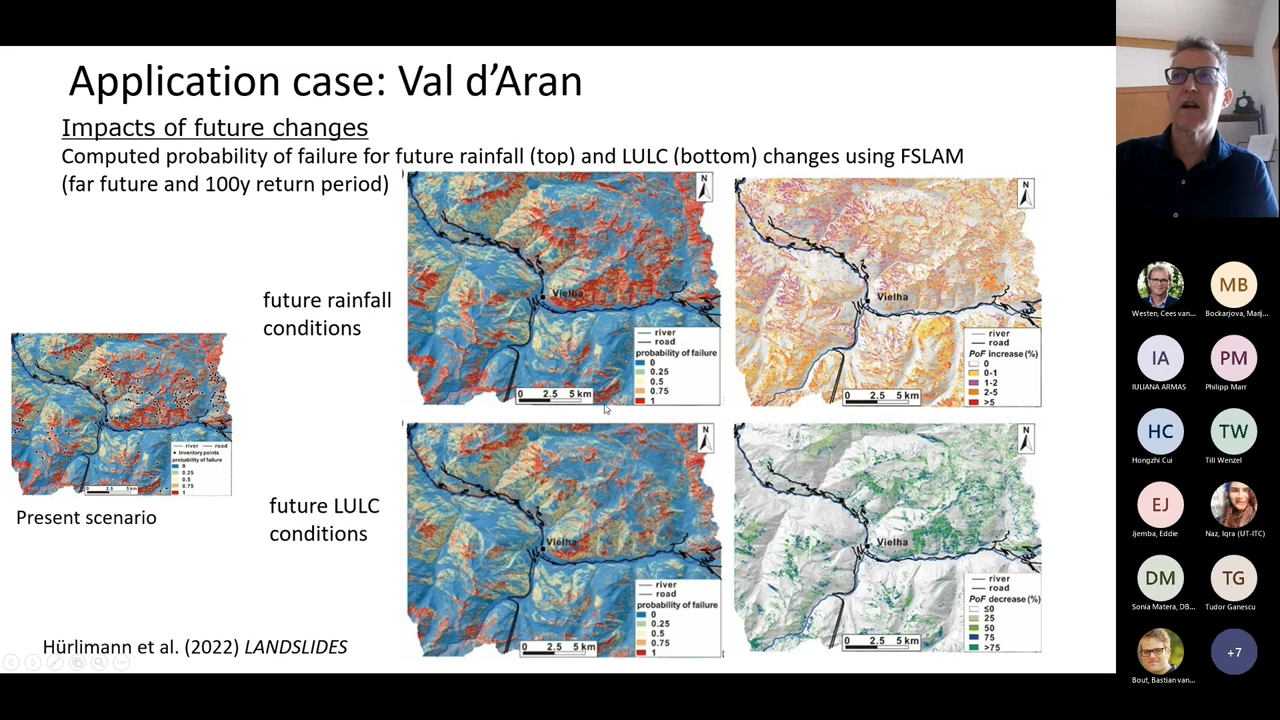 Application case: Val d’Aran
Impacts of future changes
Computed probability of failure for future rainfall (top) and LULC (bottom) changes using FSLAM
(far future and 100y return period)
future rainfall
conditions
N
Vielha
river
road
probability of failure
0
0.25
0.5
0.75
1
0 2.5 5 km
N
Vielha
river
road
PoF increase (%)
0
0-1
1-2
2-5
>5
0 2.5 5 km
river road
inventory points
probability of failure
0
0.25
0.5
0.75
1
Present scenario
future LULC
conditions
N
Vielha
river
road
probability of failure
0
0.25
0.5
0.75
1
0 2.5 5 km
N
Vielha
river
road
PoF decrease (%)
≤0
25
50
75
>75
0 2.5 5 km
Hürlimann et al. (2022) LANDSLIDES
Westen, Cees van...
MB
Bockarjova, Marj...
IA
IULIANA ARMAS
PM
Philipp Marr
HC
Hongzhi Cui
TW
Till Wenzel
EJ
Jjemba, Eddie
Naz, Iqra (UT-ITC)
DM
Sonia Matera, DB...
TG
Tudor Ganescu
Bout, Bastian van...
+7